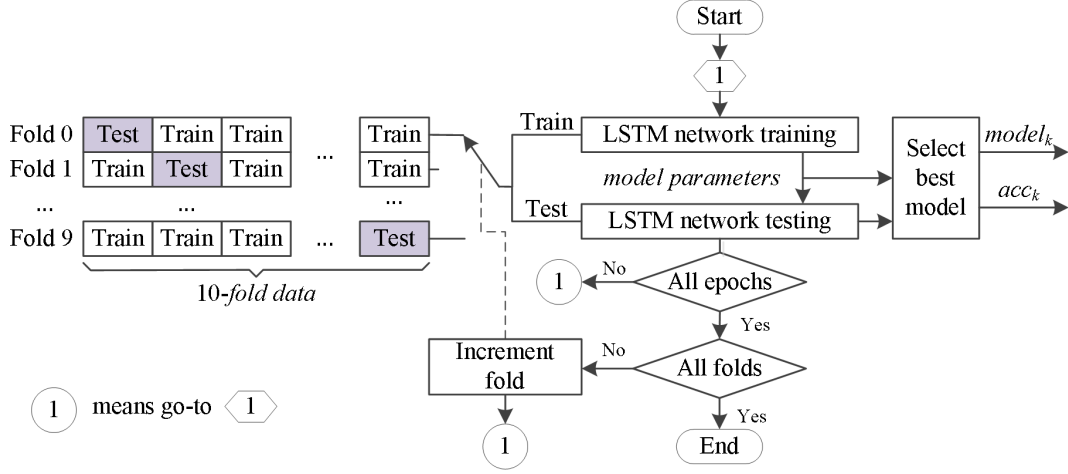 Start
1
Fold 0 Test Train Train ... Train
Fold 1 Train Test Train Train
... ... ...
Fold 9 Train Train Train ... Test
10-fold data
Train
LSTM network training
model parameters
Test
LSTM network testing
Select
best
model
model_k
acc_k
All epochs
No
1
Yes
All folds
No
Increment
fold
1
Yes
End
1 means go-to 1